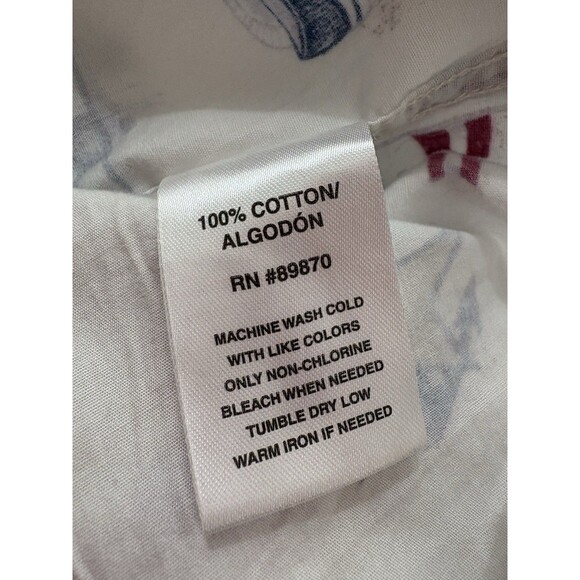 100% COTTON/
ALGODÓN
RN #89870
MACHINE WASH COLD
WITH LIKE COLORS
ONLY NON-CHLORINE
BLEACH WHEN NEEDED
TUMBLE DRY LOW
WARM IRON IF NEEDED